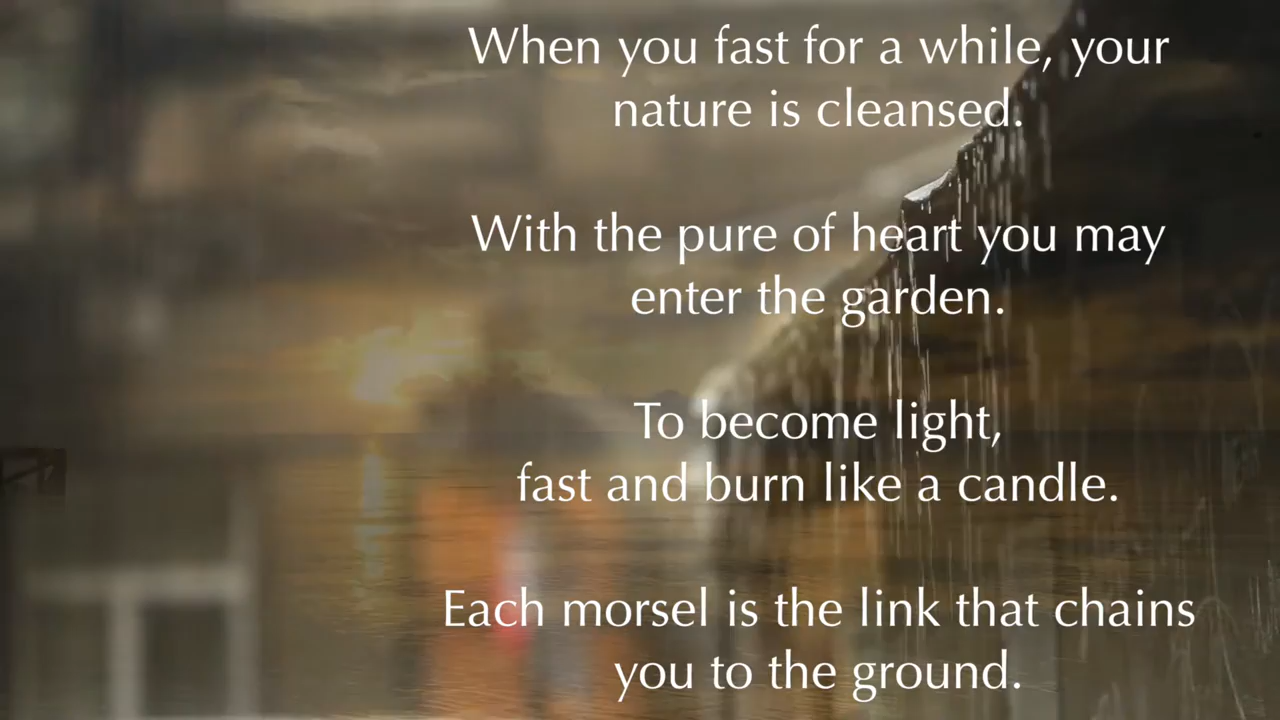 When you fast for a while, your
nature is cleansed.
With the pure of heart you may
enter the garden.
To become light,
fast and burn like a candle.
Each morsel is the link that chains
you to the ground.